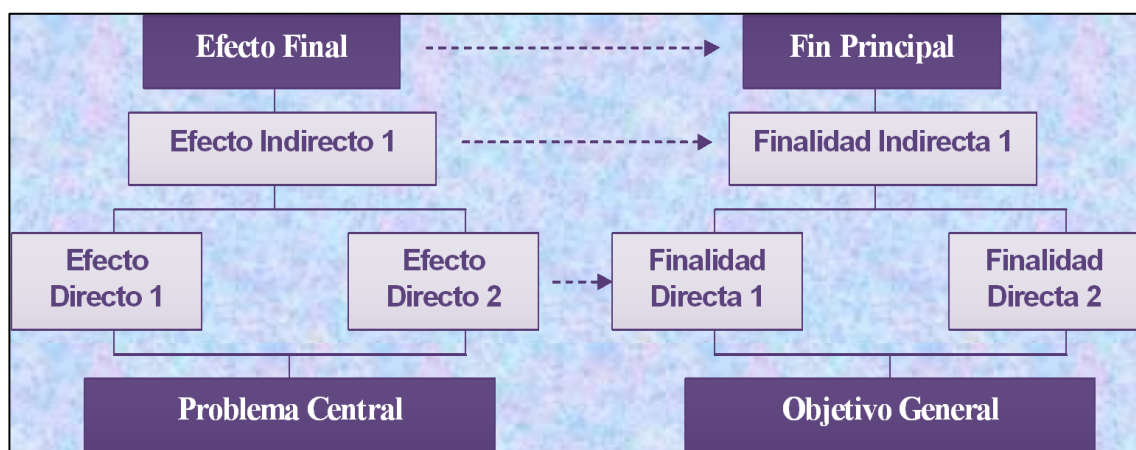 Efecto Final
Fin Principal
Efecto Indirecto 1
Finalidad Indirecta 1
Efecto
Directo 1
Efecto
Directo 2
Finalidad
Directa 1
Finalidad
Directa 2
Problema Central
Objetivo General